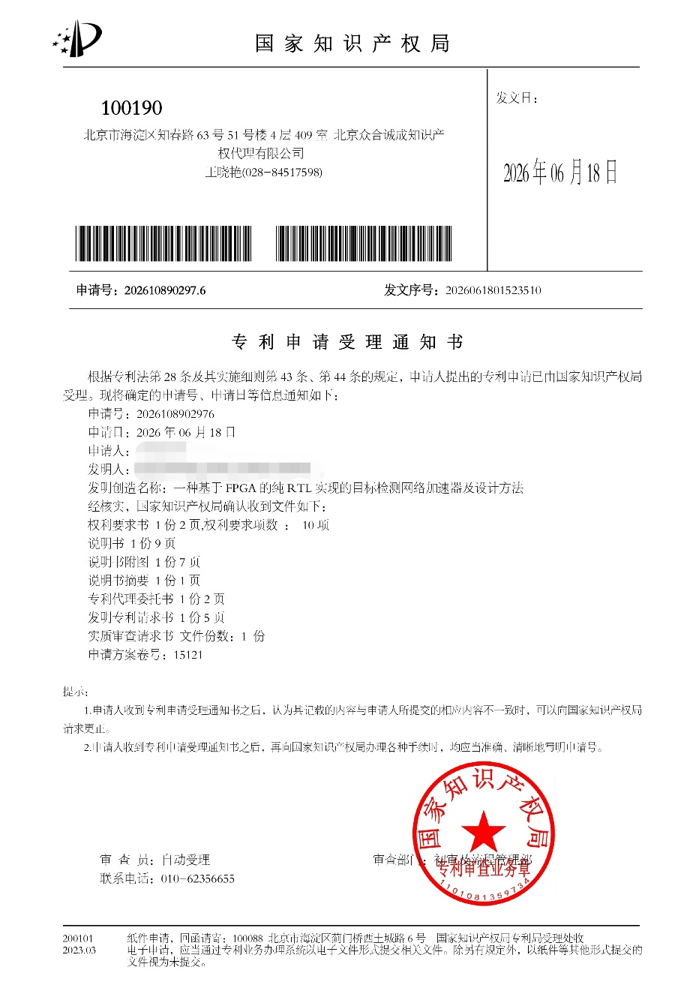 国家知识产权局
100190
北京市海淀区知春路 63 号 51 号楼 4 层 409 室 北京众合诚成知识产
权代理有限公司
王晓艳(028-84517598)
发文日：
2026 年 06 月 18 日
申请号：202610890297.6
发文序号：2026061801523510
专利申请受理通知书
根据专利法第 28 条及其实施细则第 43 条、第 44 条的规定，申请人提出的专利申请已由国家知识产权局
受理。现将确定的申请号、申请日等信息通知如下：
申请号：2026108902976
申请日：2026 年 06 月 18 日
申请人：
发明人：
发明创造名称：一种基于 FPGA 的纯 RTL 实现的目标检测网络加速器及设计方法
经核实，国家知识产权局确认收到文件如下：
权利要求书 1 份 2 页,权利要求项数 ： 10 项
说明书 1 份 9 页
说明书附图 1 份 7 页
说明书摘要 1 份 1 页
专利代理委托书 1 份 2 页
发明专利请求书 1 份 5 页
实质审查请求书 文件份数：1 份
申请方案卷号：15121
提示：
1.申请人收到专利申请受理通知书之后，认为其记载的内容与申请人所提交的相应内容不一致时，可以向国家知识产权局
请求更正。
2.申请人收到专利申请受理通知书之后，再向国家知识产权局办理各种手续时，均应当准确、清晰地写明申请号。
国家知识产权局
审 查 员：自动受理
审查部门：初审及流程管理部
专利审查业务章
联系电话：010-62356655
1101081359734
200101
2023.03
纸件申请，回函请寄：100088 北京市海淀区蓟门桥西土城路 6 号 国家知识产权局专利局受理处收
电子申请，应当通过专利业务办理系统以电子文件形式提交相关文件。除另有规定外，以纸件等其他形式提交的
文件视为未提交。